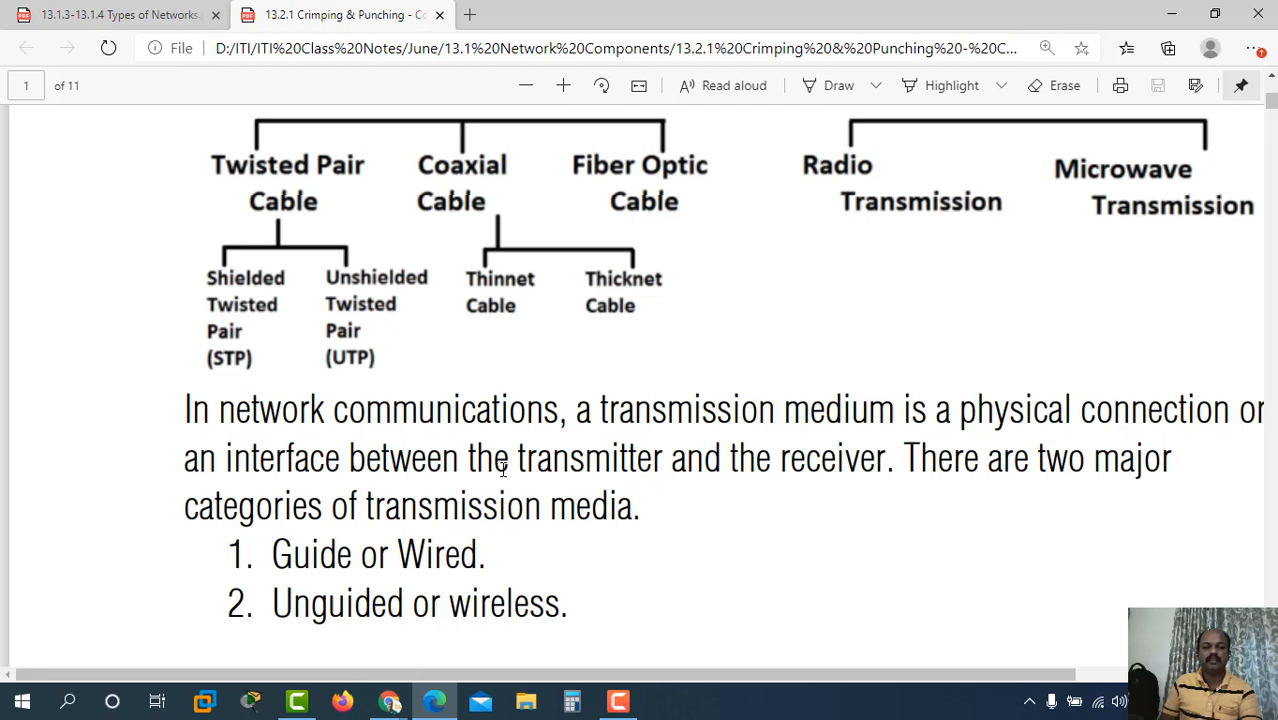 13.1.3-13.1.4 Types of Networks
13.2.1 Crimping & Punching - Co
File
D:/ITI/ITI%20Class%20Notes/June/13.1%20Network%20Components/13.2.1%20Crimping%20&%20Punching%20-%20C...
1 of 11
Read aloud
Draw
Highlight
Erase
Twisted Pair
Cable
Coaxial
Cable
Fiber Optic
Cable
Radio
Transmission
Microwave
Transmission
Shielded
Twisted
Pair
(STP)
Unshielded
Twisted
Pair
(UTP)
Thinnet
Cable
Thicknet
Cable
In network communications, a transmission medium is a physical connection or
an interface between the transmitter and the receiver. There are two major
categories of transmission media.
1. Guide or Wired.
2. Unguided or wireless.